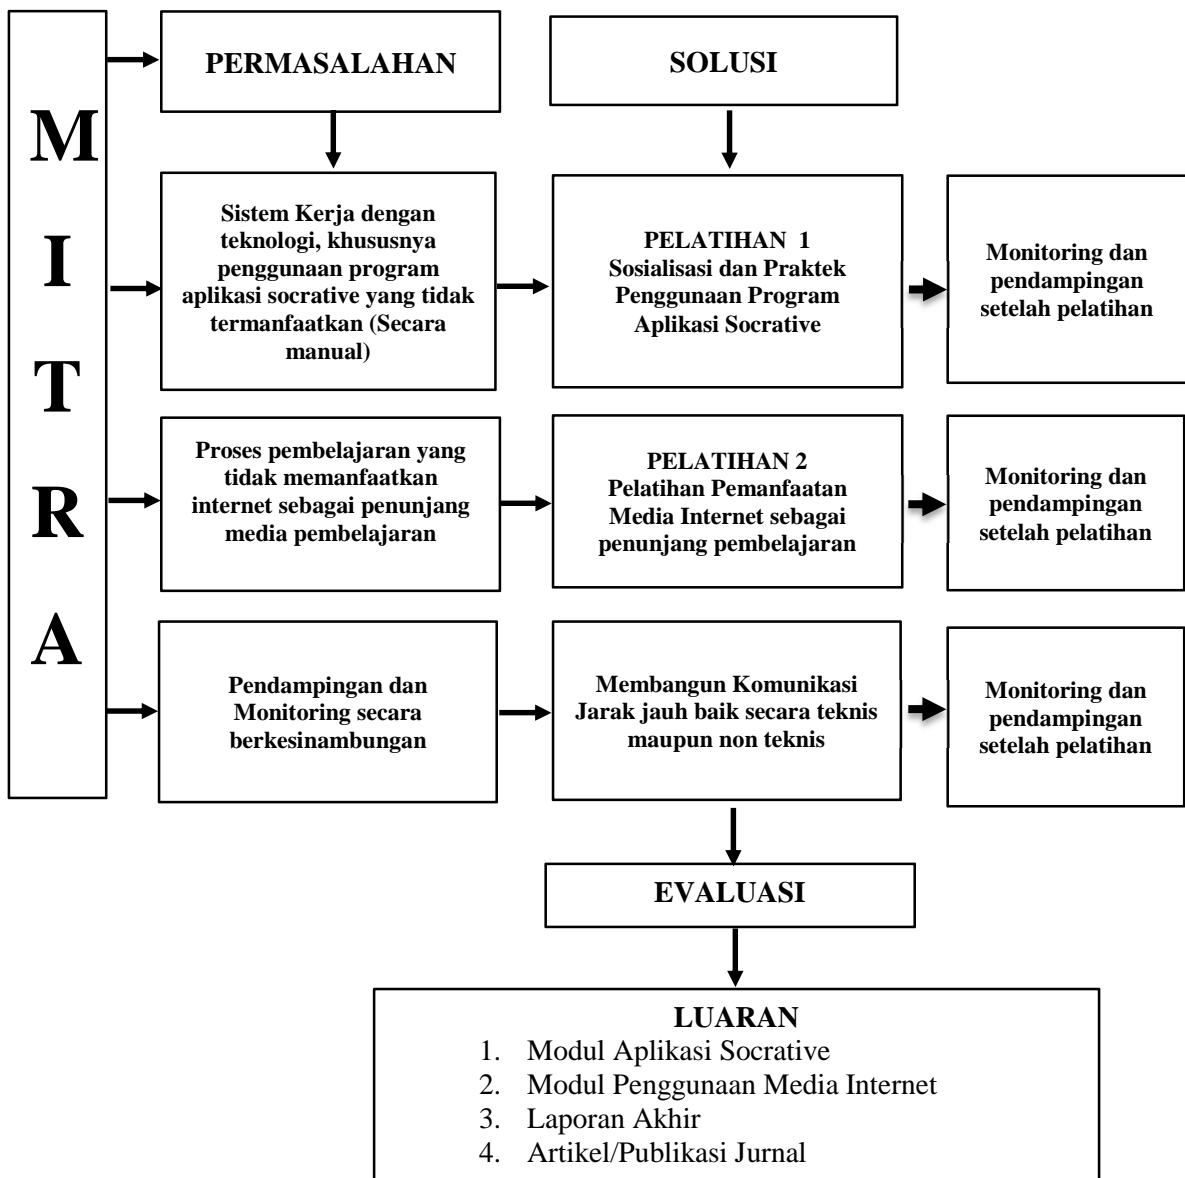 M
I
T
R
A
PERMASALAHAN
SOLUSI
Sistem Kerja dengan
teknologi, khususnya
penggunaan program
aplikasi socrative yang tidak
termanfaatkan (Secara
manual)
PELATIHAN 1
Sosialisasi dan Praktek
Penggunaan Program
Aplikasi Socrative
Monitoring dan
pendampingan
setelah pelatihan
Proses pembelajaran yang
tidak memanfaatkan
internet sebagai penunjang
media pembelajaran
PELATIHAN 2
Pelatihan Pemanfaatan
Media Internet sebagai
penunjang pembelajaran
Monitoring dan
pendampingan
setelah pelatihan
Pendampingan dan
Monitoring secara
berkesinambungan
Membangun Komunikasi
Jarak jauh baik secara teknis
maupun non teknis
Monitoring dan
pendampingan
setelah pelatihan
EVALUASI
LUARAN
1. Modul Aplikasi Socrative
2. Modul Penggunaan Media Internet
3. Laporan Akhir
4. Artikel/Publikasi Jurnal